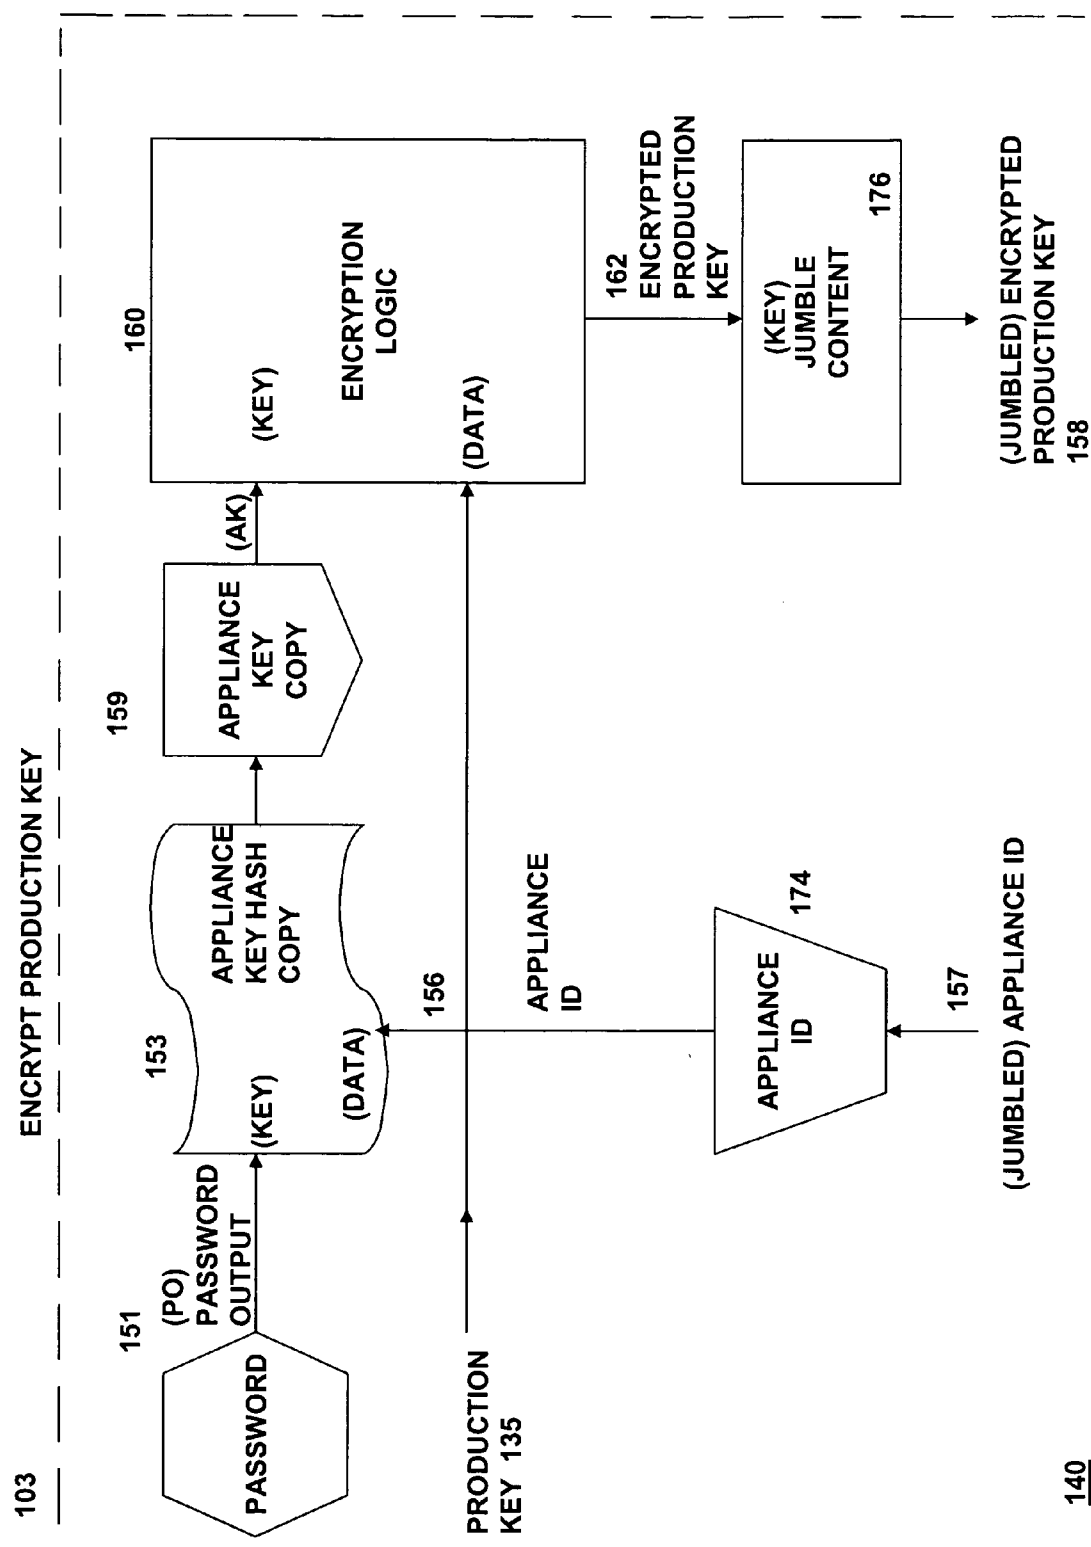 103
ENCRYPT PRODUCTION KEY
151
(PO)
PASSWORD
OUTPUT
PASSWORD
153
(KEY)
(DATA)
APPLIANCE
KEY HASH
COPY
159
APPLIANCE
KEY
COPY
(AK)
160
(KEY)
ENCRYPTION
LOGIC
(DATA)
PRODUCTION
KEY 135
156
APPLIANCE
ID
162
ENCRYPTED
PRODUCTION
KEY
APPLIANCE
ID
174
(KEY)
JUMBLE
CONTENT
176
157
(JUMBLED) APPLIANCE ID
(JUMBLED) ENCRYPTED
PRODUCTION KEY
158
140